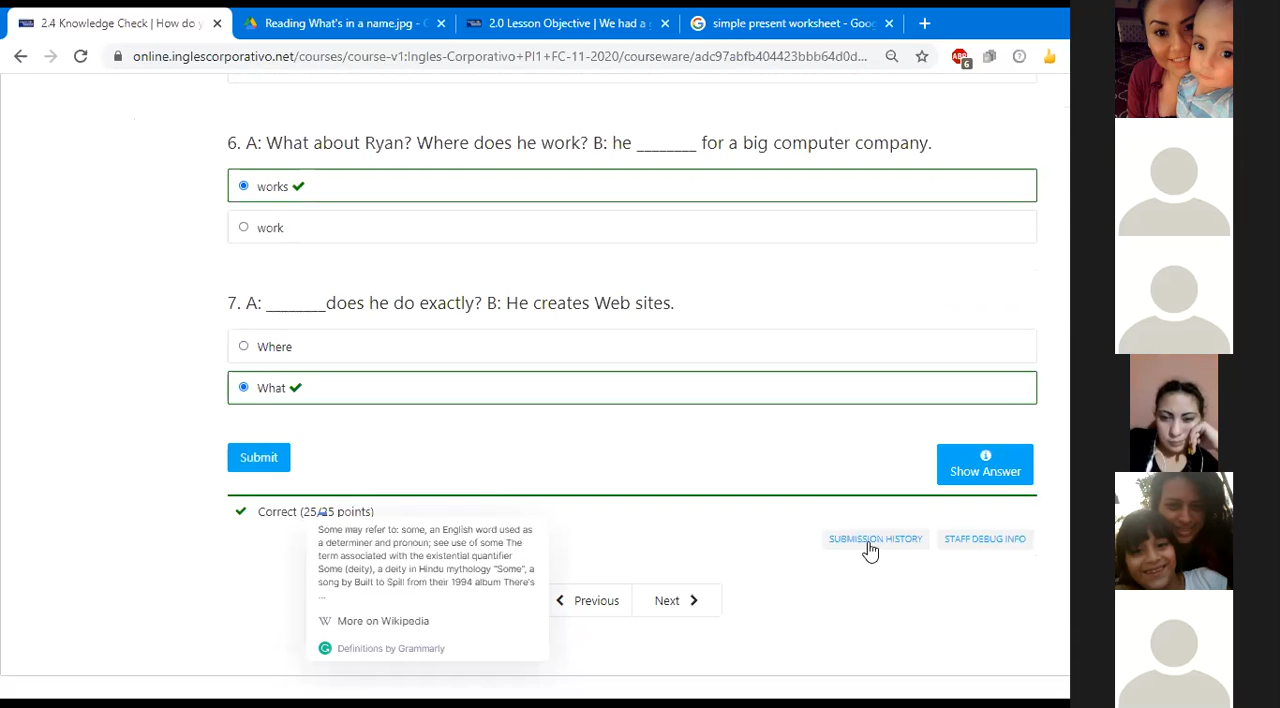 2.4 Knowledge Check | How do y
Reading What's in a name.jpg - G
2.0 Lesson Objective | We had a g
simple present worksheet - Goog
online.inglescorporativo.net/courses/course-v1:Ingles-Corporativo+PI1+FC-11-2020/courseware/adc97abfb404423bbb64d0d...
6
6. A: What about Ryan? Where does he work? B: he ________ for a big computer company.
works
work
7. A: ________does he do exactly? B: He creates Web sites.
Where
What
Submit
Show Answer
Correct (25/25 points)
Some may refer to: some, an English word used as
a determiner and pronoun; see use of some The
term associated with the existential quantifier
Some (deity), a deity in Hindu mythology "Some", a
song by Built to Spill from their 1994 album There's
...
More on Wikipedia
Definitions by Grammarly
SUBMISSION HISTORY
STAFF DEBUG INFO
Previous
Next